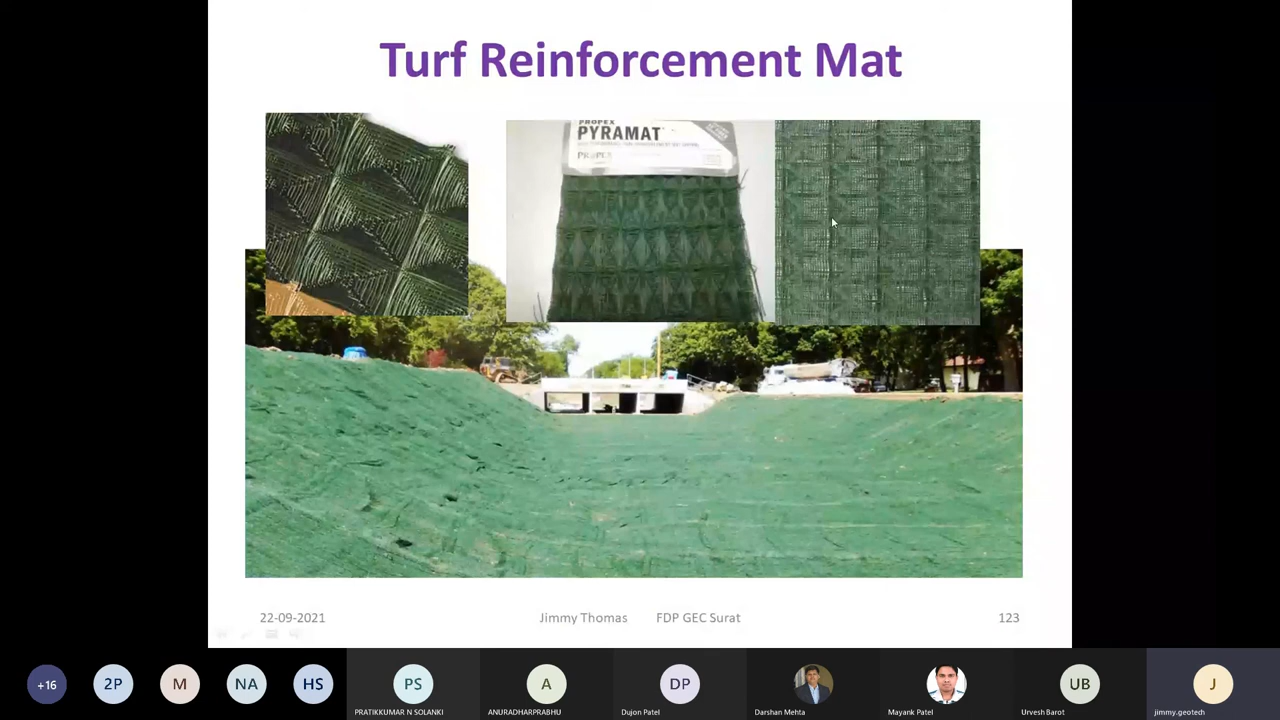 Turf Reinforcement Mat
PROPEX
PYRAMAT
22-09-2021
Jimmy Thomas FDP GEC Surat
123
+16
2P
M
NA
HS
PS
A
DP
UB
J
PRATIKKUMAR N SOLANKI
ANURADHARPRABHU
Dujon Patel
Darshan Mehta
Mayank Patel
Urvesh Barot
jimmy.geotech